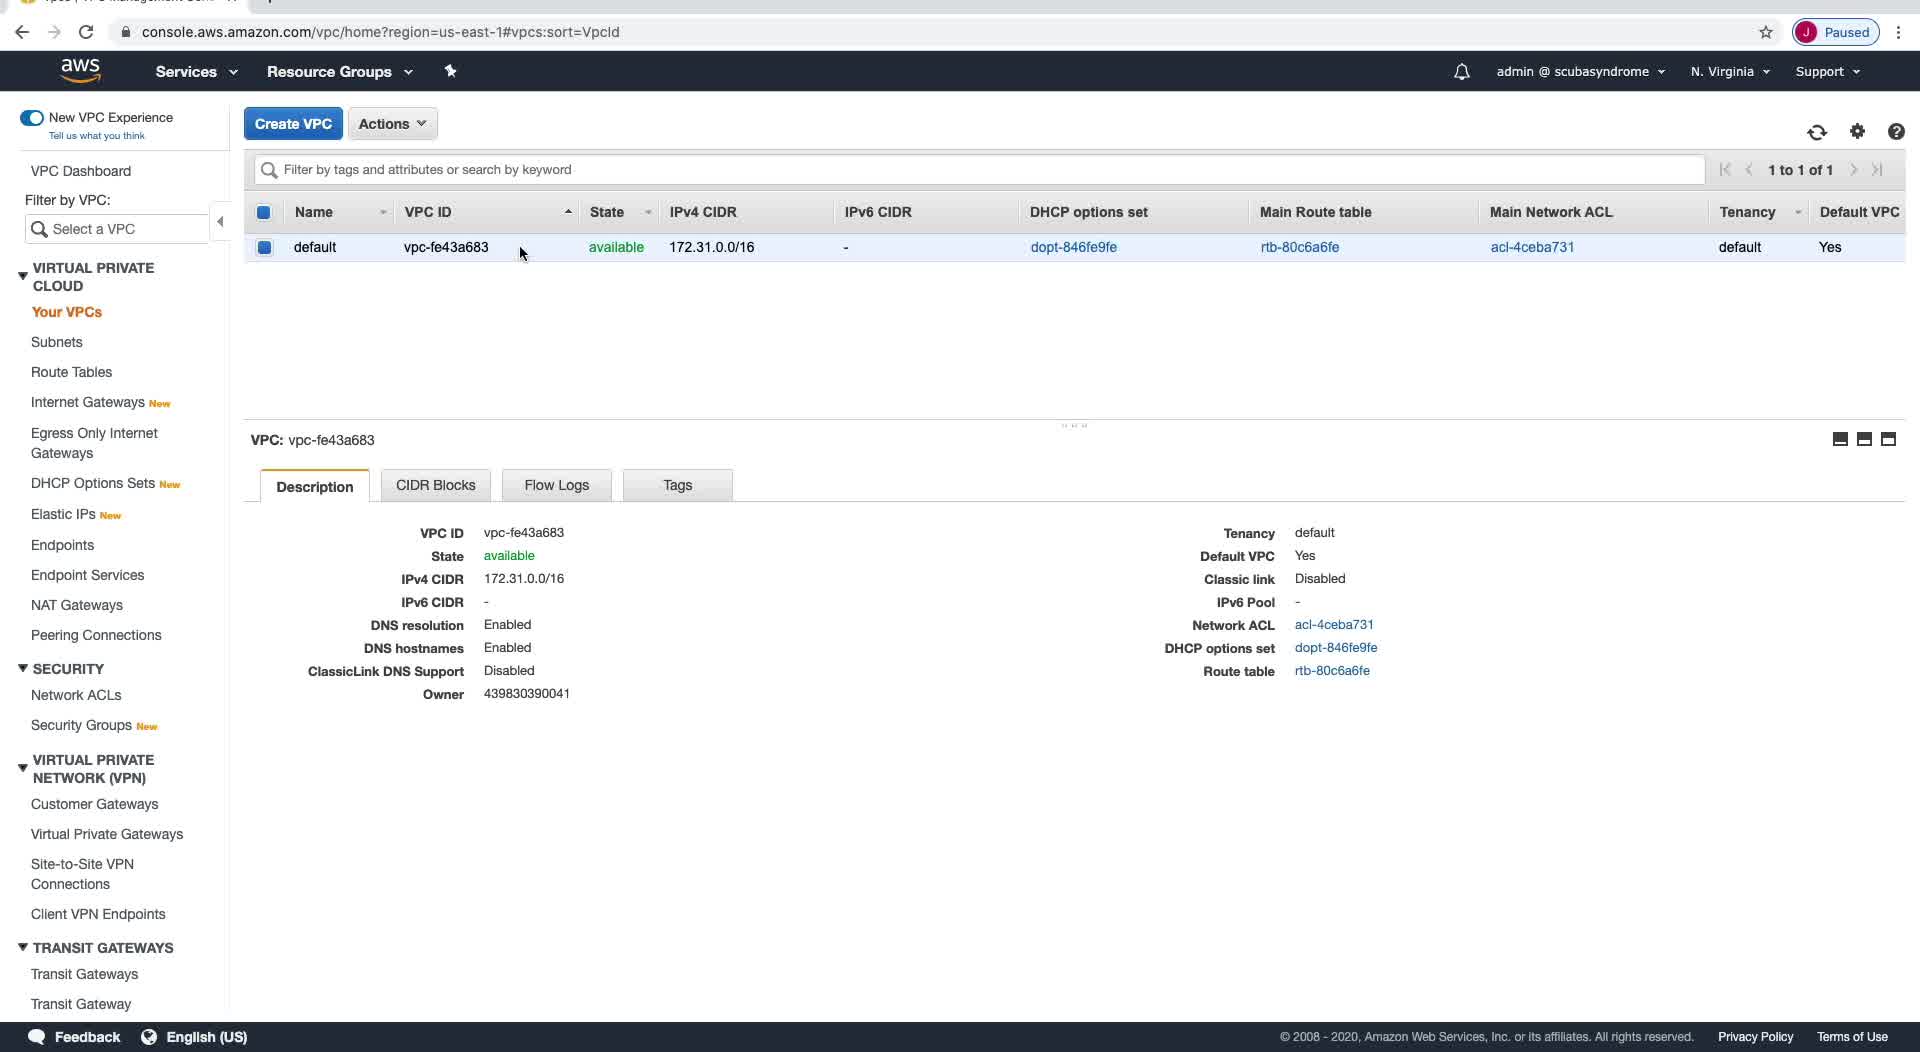 console.aws.amazon.com/vpc/home?region=us-east-1#vpcs:sort=VpcId
J Paused
aws Services Resource Groups admin @ scubasyndrome N. Virginia Support
New VPC Experience
Tell us what you think
Create VPC Actions
VPC Dashboard
Filter by VPC:
Select a VPC
Filter by tags and attributes or search by keyword 1 to 1 of 1
Name VPC ID State IPv4 CIDR IPv6 CIDR DHCP options set Main Route table Main Network ACL Tenancy Default VPC
default vpc-fe43a683 available 172.31.0.0/16 - dopt-846fe9fe rtb-80c6a6fe acl-4ceba731 default Yes
VIRTUAL PRIVATE
CLOUD
Your VPCs
Subnets
Route Tables
Internet Gateways New
Egress Only Internet
Gateways
DHCP Options Sets New
Elastic IPs New
Endpoints
Endpoint Services
NAT Gateways
Peering Connections
SECURITY
Network ACLs
Security Groups New
VIRTUAL PRIVATE
NETWORK (VPN)
Customer Gateways
Virtual Private Gateways
Site-to-Site VPN
Connections
Client VPN Endpoints
TRANSIT GATEWAYS
Transit Gateways
Transit Gateway
VPC: vpc-fe43a683
Description CIDR Blocks Flow Logs Tags
VPC ID vpc-fe43a683
State available
IPv4 CIDR 172.31.0.0/16
IPv6 CIDR -
DNS resolution Enabled
DNS hostnames Enabled
ClassicLink DNS Support Disabled
Owner 439830390041
Tenancy default
Default VPC Yes
Classic link Disabled
IPv6 Pool -
Network ACL acl-4ceba731
DHCP options set dopt-846fe9fe
Route table rtb-80c6a6fe
Feedback English (US) © 2008 - 2020, Amazon Web Services, Inc. or its affiliates. All rights reserved. Privacy Policy Terms of Use